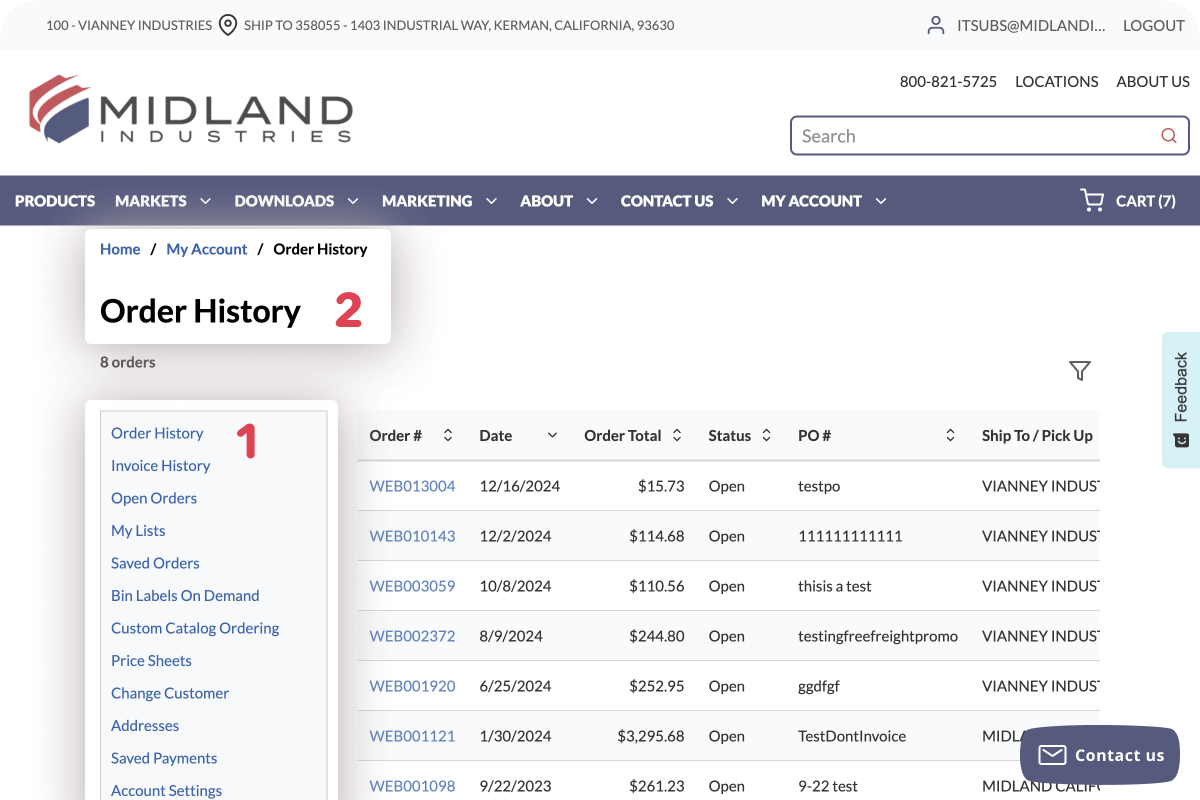 100 - VIANNEY INDUSTRIES SHIP TO 358055 - 1403 INDUSTRIAL WAY, KERMAN, CALIFORNIA, 93630 ITSUBS@MIDLANDI... LOGOUT
800-821-5725 LOCATIONS ABOUT US
MIDLAND
INDUSTRIES
Search
PRODUCTS MARKETS DOWNLOADS MARKETING ABOUT CONTACT US MY ACCOUNT CART (7)
Home / My Account / Order History
Order History 2
8 orders
Feedback
Order History 1
Invoice History
Open Orders
My Lists
Saved Orders
Bin Labels On Demand
Custom Catalog Ordering
Price Sheets
Change Customer
Addresses
Saved Payments
Account Settings
Order # Date Order Total Status PO # Ship To / Pick Up
WEB013004 12/16/2024 $15.73 Open testpo VIANNEY INDUST
WEB010143 12/2/2024 $114.68 Open 111111111111 VIANNEY INDUST
WEB003059 10/8/2024 $110.56 Open thisis a test VIANNEY INDUST
WEB002372 8/9/2024 $244.80 Open testingfreefreightpromo VIANNEY INDUST
WEB001920 6/25/2024 $252.95 Open ggdfgf VIANNEY INDUST
WEB001121 1/30/2024 $3,295.68 Open TestDontInvoice MIDLA
WEB001098 9/22/2023 $261.23 Open 9-22 test MIDLAND CALIF
Contact us